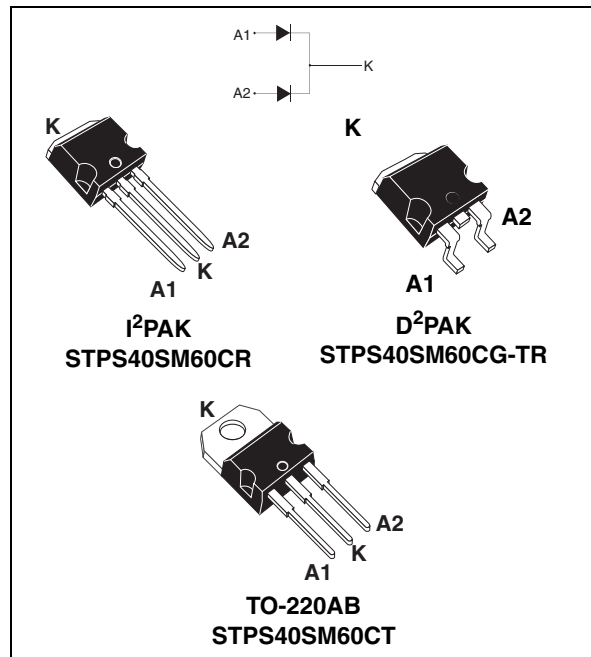 A1
K
A2
K
K
A2
K
A1
I²PAK
STPS40SM60CR
A2
A1
D²PAK
STPS40SM60CG-TR
K
A2
K
A1
TO-220AB
STPS40SM60CT